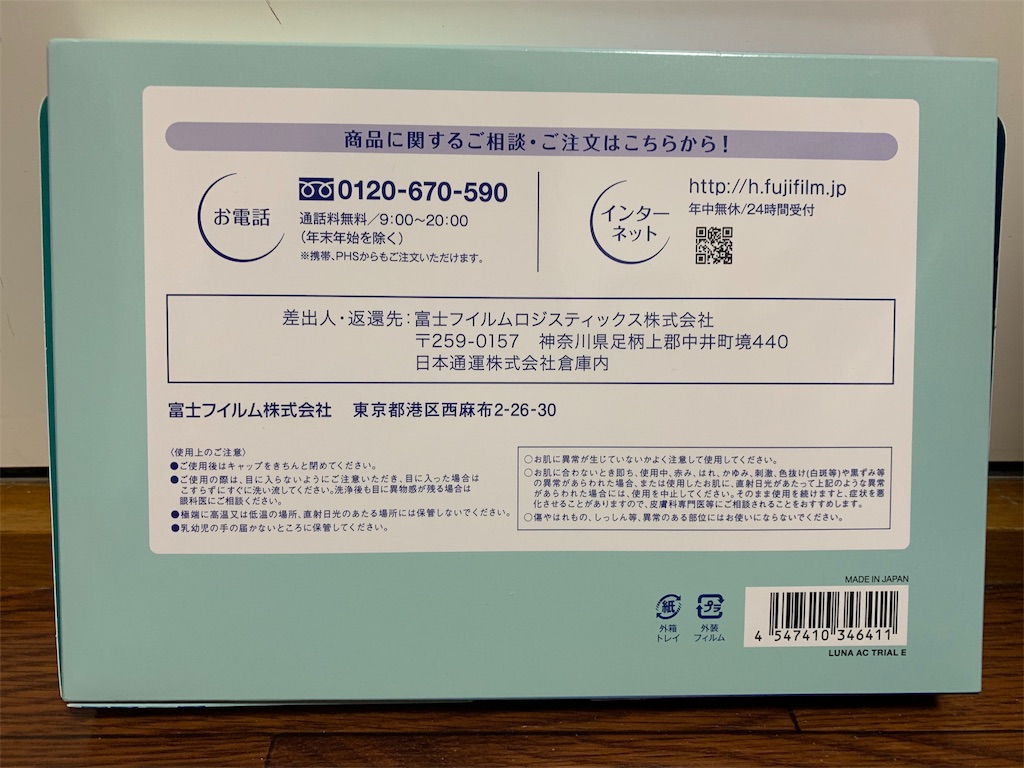 商品に関するご相談・ご注文はこちらから！
お電話
0120-670-590
通話料無料／9:00〜20:00
（年末年始を除く）
※携帯、PHSからもご注文いただけます。
インター
ネット
http://h.fujifilm.jp
年中無休/24時間受付
差出人・返還先：富士フイルムロジスティックス株式会社
〒259-0157　神奈川県足柄上郡中井町境440
日本通運株式会社倉庫内
富士フイルム株式会社　東京都港区西麻布2-26-30
〈使用上のご注意〉
●ご使用後はキャップをきちんと閉めてください。
●ご使用の際は、目に入らないようにご注意いただき、目に入った場合は
こすらずにすぐに洗い流してください。洗浄後も目に異物感が残る場合は
眼科医にご相談ください。
●極端に高温又は低温の場所、直射日光のあたる場所には保管しないでください。
●乳幼児の手の届かないところに保管してください。
○お肌に異常が生じていないかよく注意して使用してください。
○お肌に合わないとき即ち、使用中、赤み、はれ、かゆみ、刺激、色抜け(白斑等)や黒ずみ等
の異常があらわれた場合、または使用したお肌に、直射日光があたって上記のような異常
があらわれた場合には、使用を中止してください。そのまま使用を続けますと、症状を悪
化させることがありますので、皮膚科専門医等にご相談されることをおすすめします。
○傷やはれもの、しっしん等、異常のある部位にはお使いにならないでください。
MADE IN JAPAN
紙
外箱
トレイ
プラ
外装
フィルム
4 547410 346411
LUNA AC TRIAL E